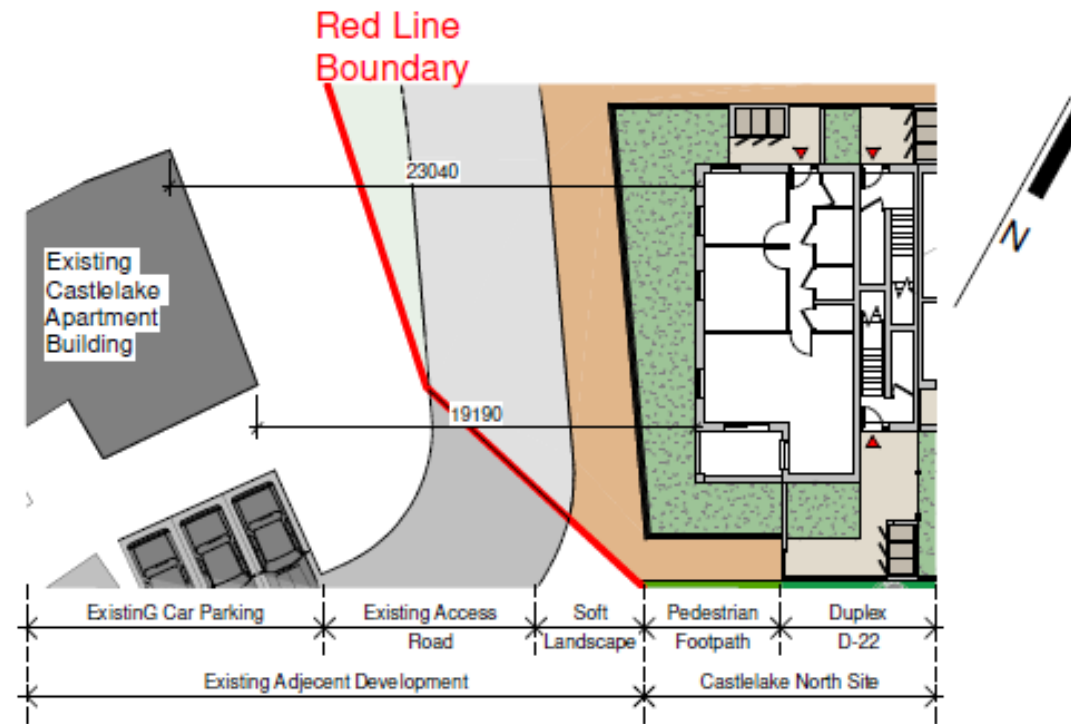 Red Line
Boundary
23040
Existing
Castlelake
Apartment
Building
N
19190
ExistinG Car Parking
Existing Access
Road
Soft
Landscape
Pedestrian
Footpath
Duplex
D-22
Existing Adjecent Development
Castlelake North Site